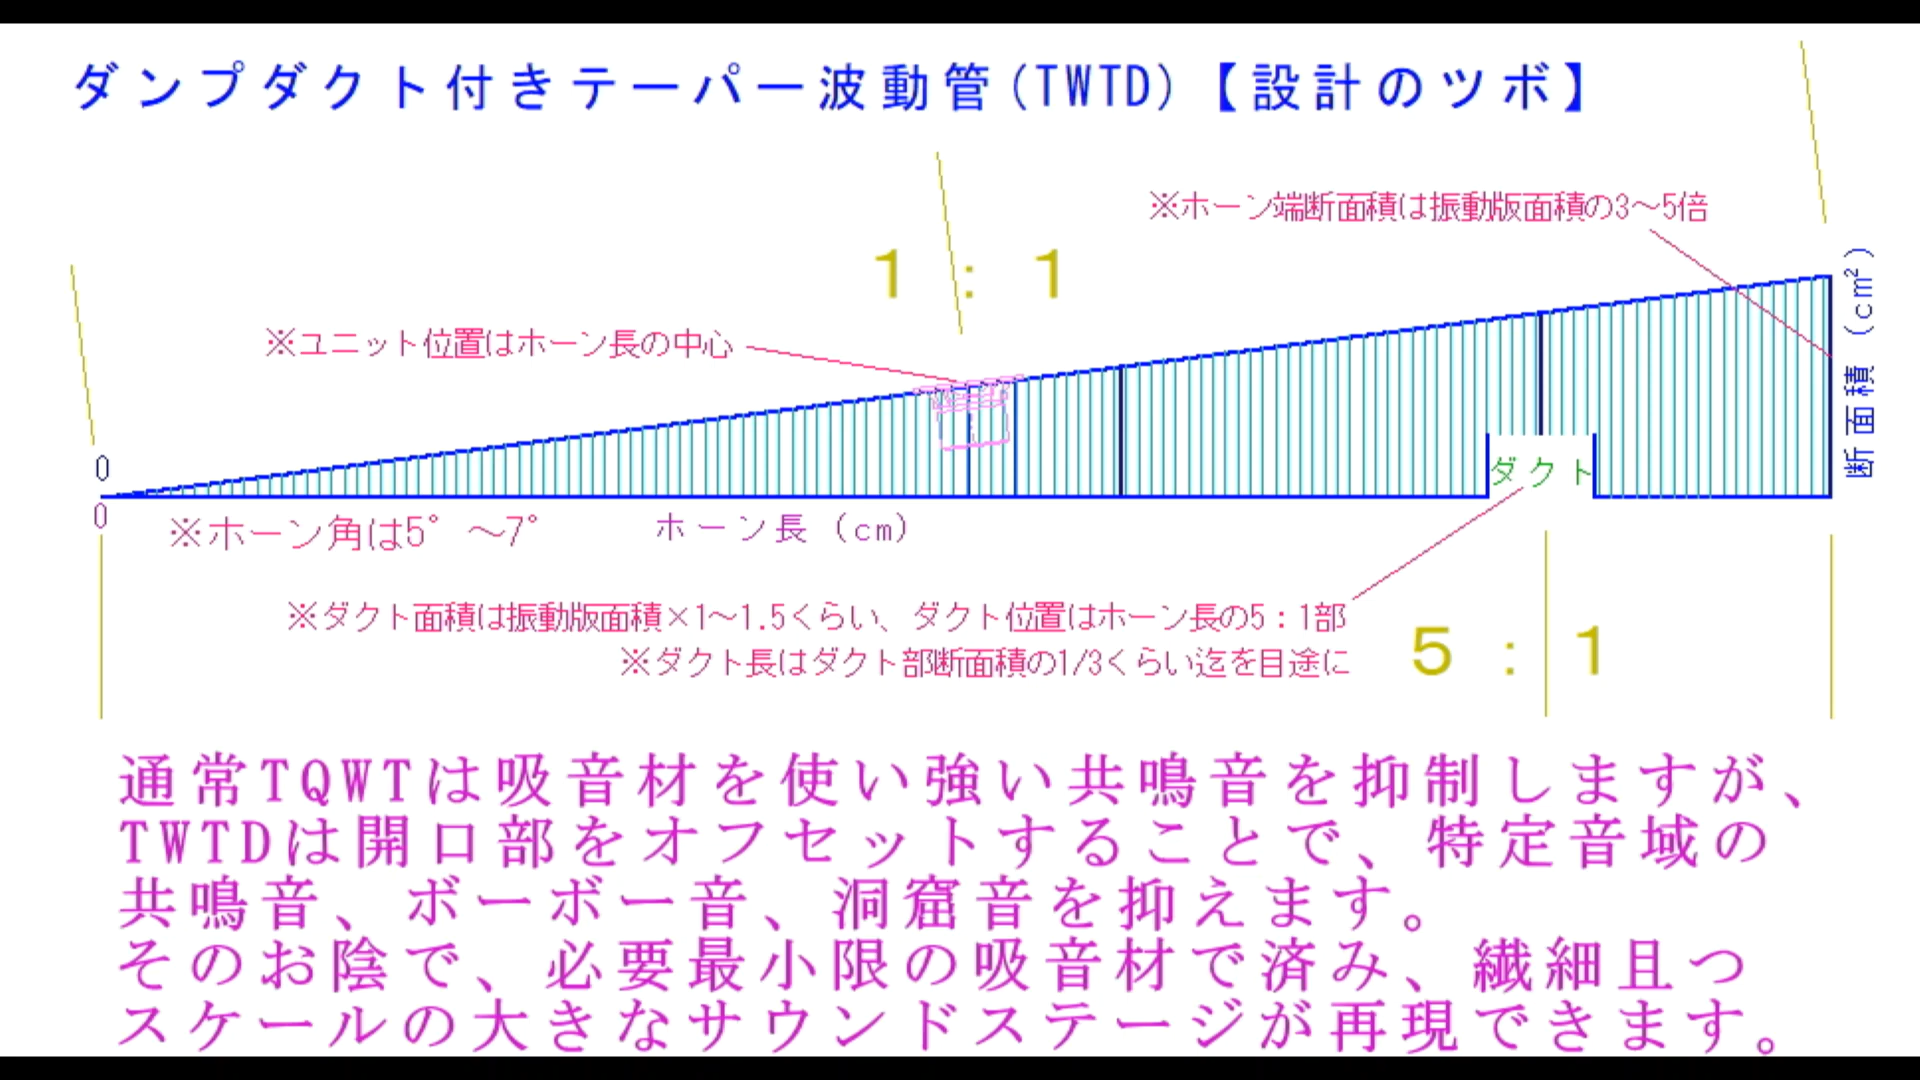 ダンプダクト付きテーパー波動管(TWTD)【設計のツボ】
※ホーン端断面積は振動版面積の3～5倍
1 : 1
※ユニット位置はホーン長の中心
断面積 (cm²)
0
ダクト
0
※ホーン角は5° ～7°
ホーン長 (cm)
※ダクト面積は振動版面積×1～1.5くらい、ダクト位置はホーン長の5：1部
※ダクト長はダクト部断面積の1/3くらい迄を目途に
5 : 1
通常TQWTは吸音材を使い強い共鳴音を抑制しますが、
TWTDは開口部をオフセットすることで、特定音域の
共鳴音、ボーボー音、洞窟音を抑えます。
そのお陰で、必要最小限の吸音材で済み、繊細且つ
スケールの大きなサウンドステージが再現できます。